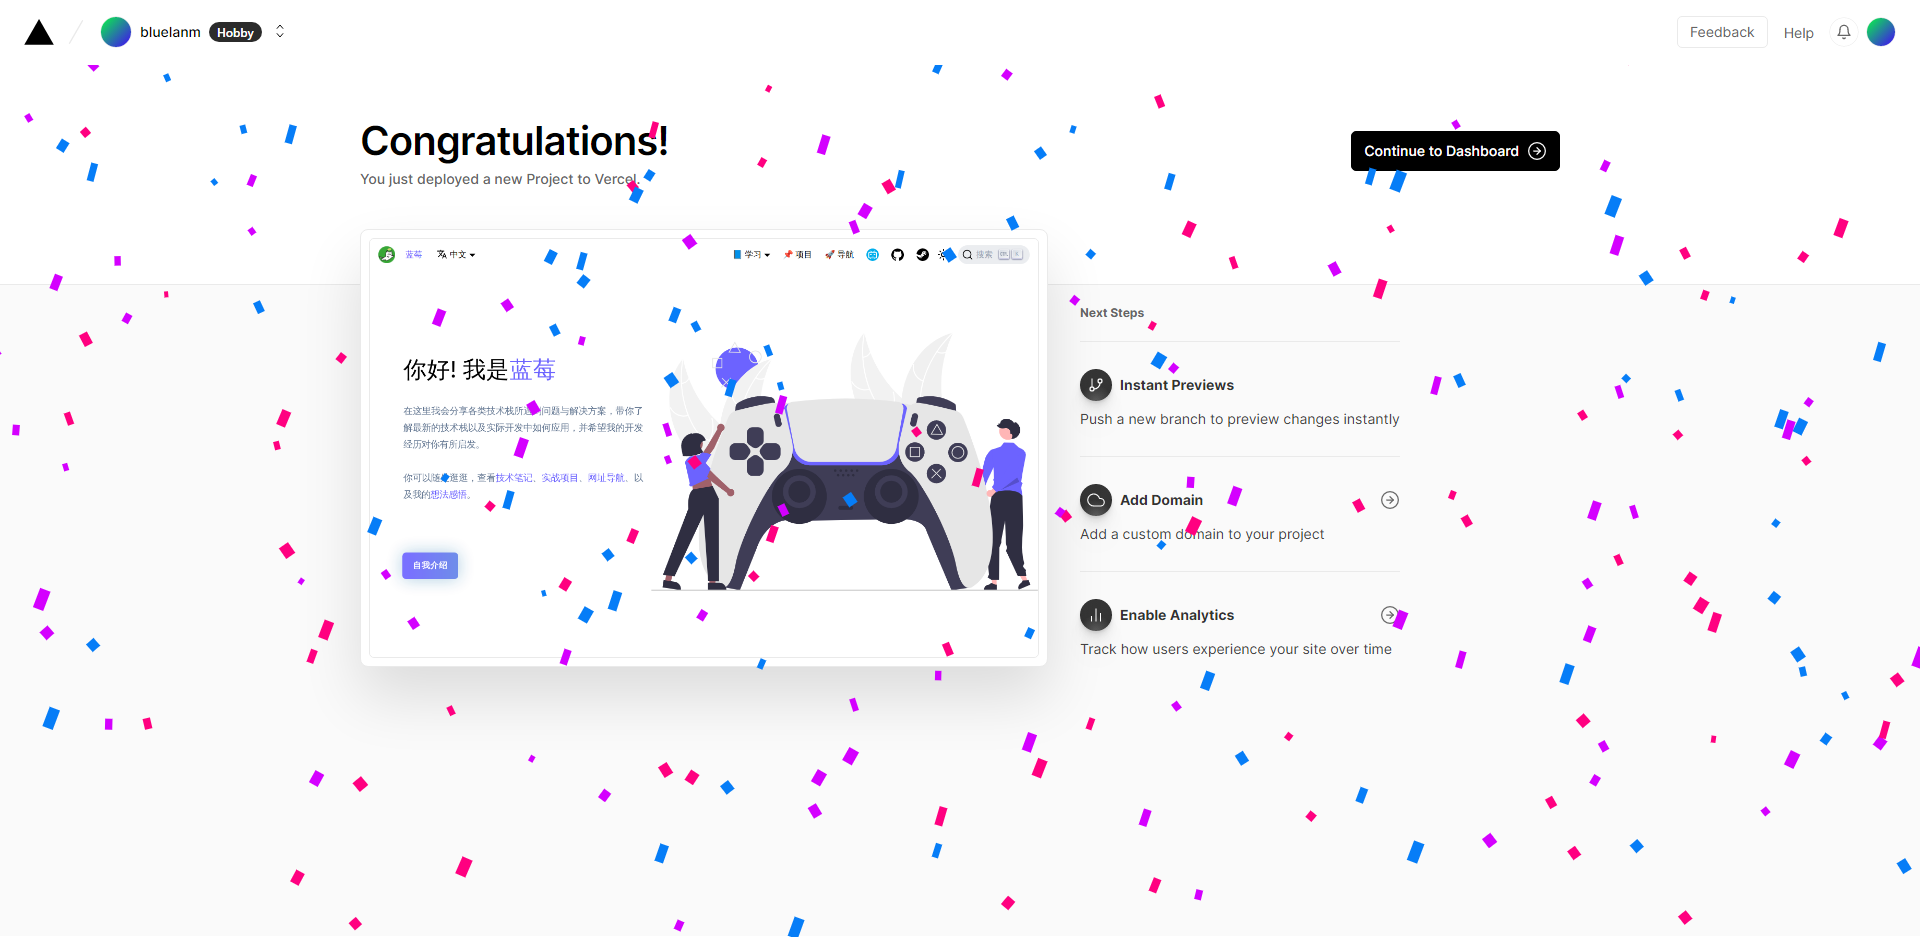 bluelanm Hobby
Feedback Help
Congratulations!
You just deployed a new Project to Vercel.
Continue to Dashboard
蓝莓 中文 学习 项目 导航 搜索
你好! 我是蓝莓
在这里我会分享各类技术栈所遇 问题与解决方案，带你了
解最新的技术栈以及实际开发中如何应用，并希望我的开发
经历对你有所启发。
你可以随 逛逛，查看技术笔记、实战项目、网址导航、以
及我的想法感悟。
自我介绍
Next Steps
Instant Previews
Push a new branch to preview changes instantly
Add Domain
Add a custom domain to your project
Enable Analytics
Track how users experience your site over time